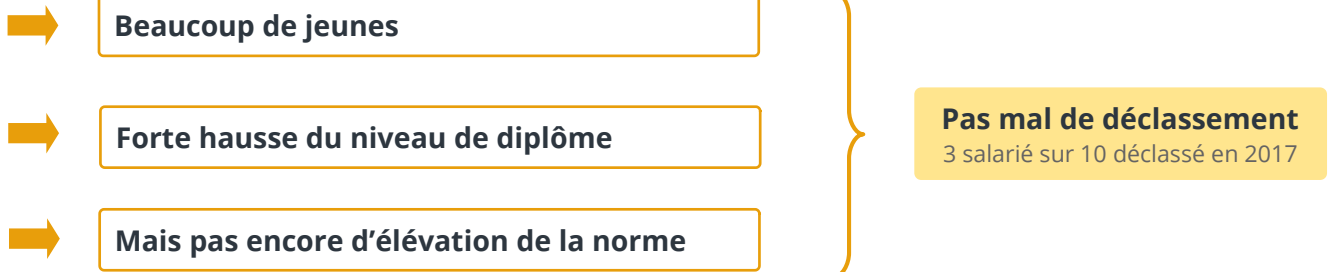 Beaucoup de jeunes
Forte hausse du niveau de diplôme
Mais pas encore d’élévation de la norme
Pas mal de déclassement
3 salarié sur 10 déclassé en 2017